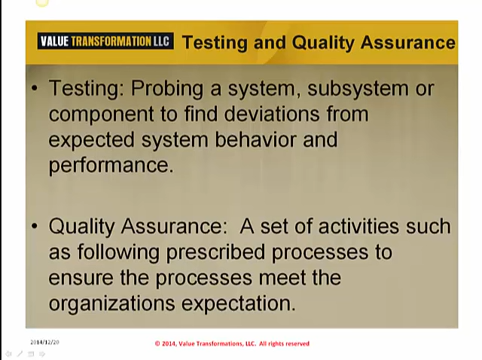 VALUE TRANSFORMATION LLC Testing and Quality Assurance
• Testing: Probing a system, subsystem or
component to find deviations from
expected system behavior and
performance.
• Quality Assurance: A set of activities such
as following prescribed processes to
ensure the processes meet the
organizations expectation.
2014/12/20
© 2014, Value Transformations, LLC. All rights reserved